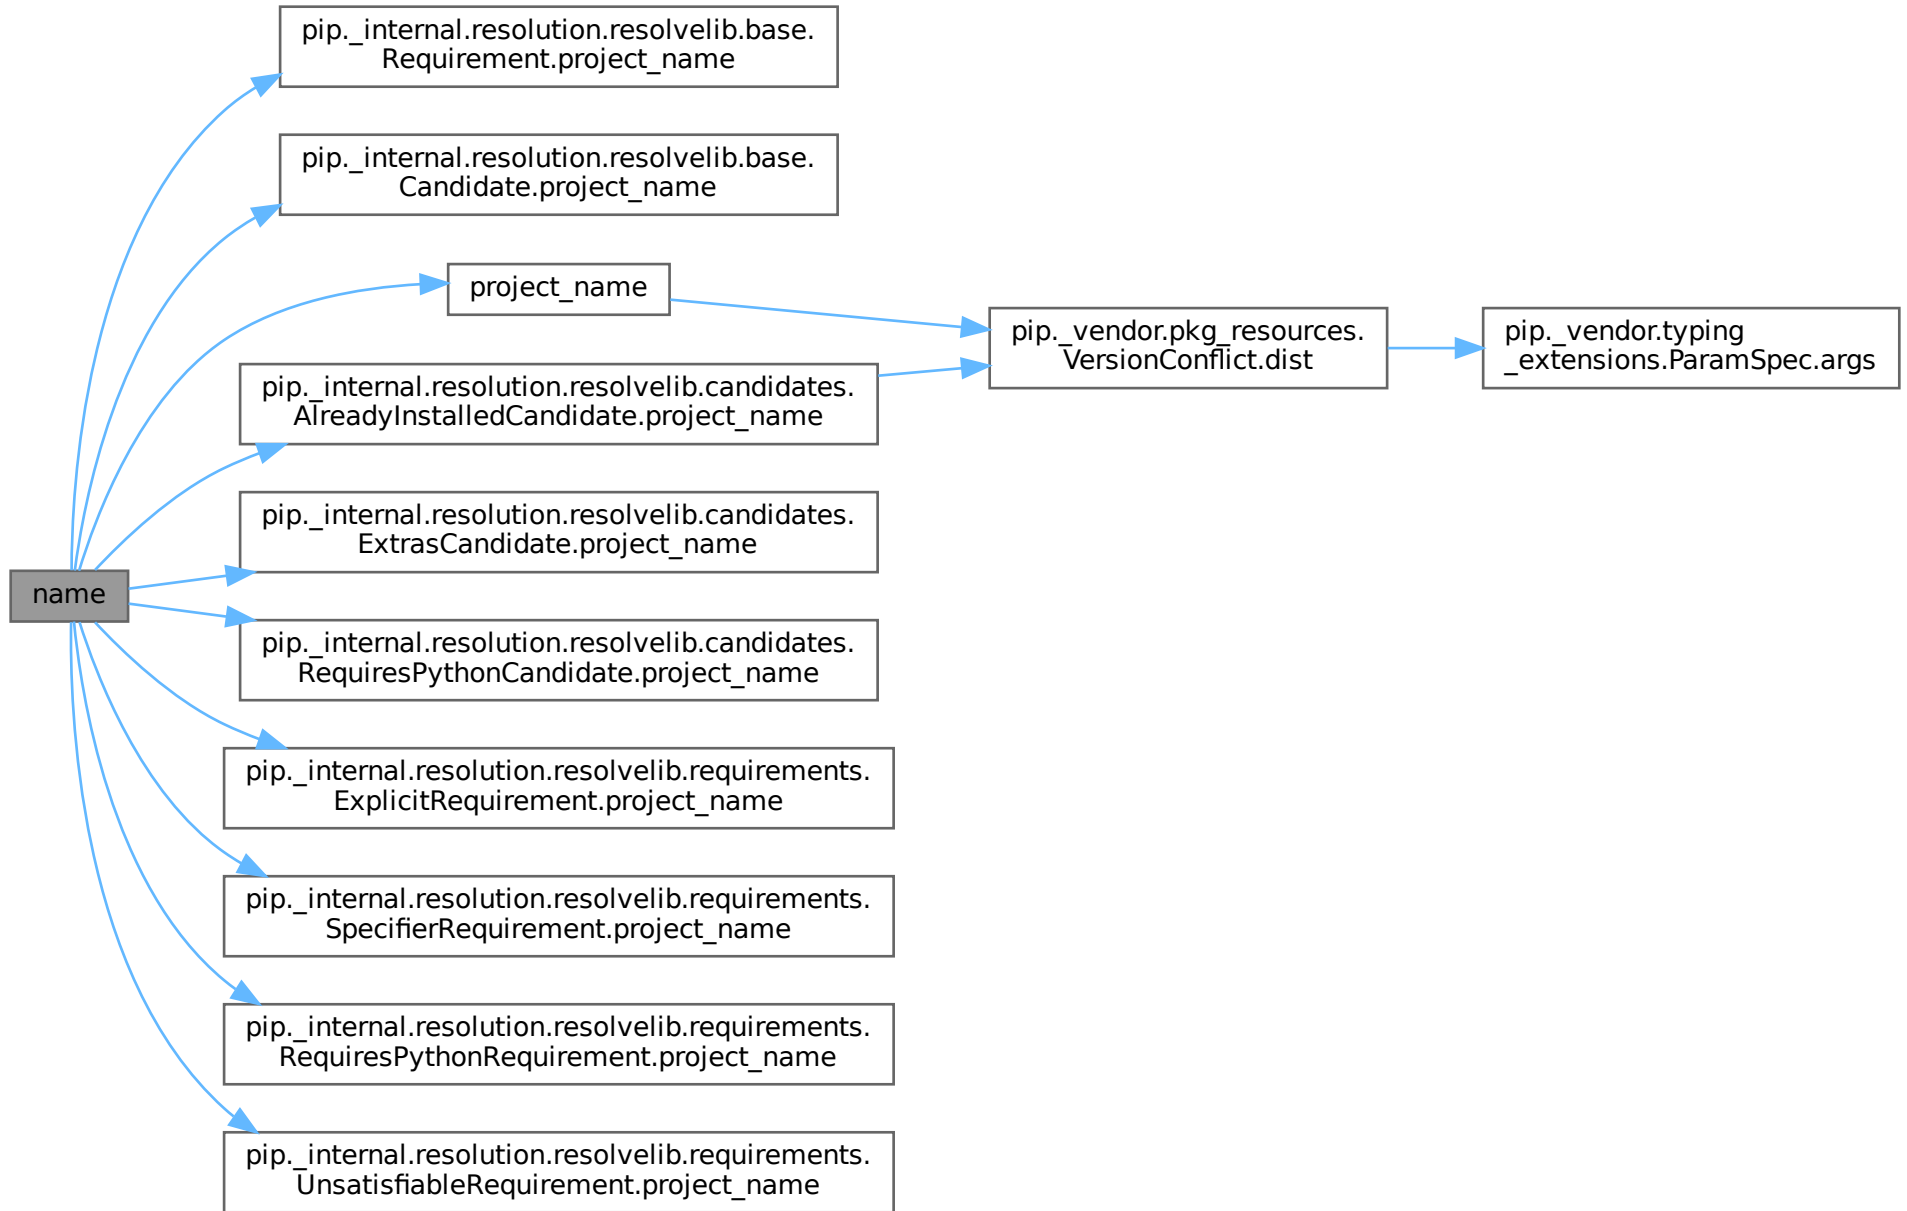 pip._internal.resolution.resolvelib.base.
Requirement.project_name
pip._internal.resolution.resolvelib.base.
Candidate.project_name
project_name
pip._vendor.pkg_resources.
VersionConflict.dist
pip._vendor.typing
_extensions.ParamSpec.args
pip._internal.resolution.resolvelib.candidates.
AlreadyInstalledCandidate.project_name
pip._internal.resolution.resolvelib.candidates.
ExtrasCandidate.project_name
name
pip._internal.resolution.resolvelib.candidates.
RequiresPythonCandidate.project_name
pip._internal.resolution.resolvelib.requirements.
ExplicitRequirement.project_name
pip._internal.resolution.resolvelib.requirements.
SpecifierRequirement.project_name
pip._internal.resolution.resolvelib.requirements.
RequiresPythonRequirement.project_name
pip._internal.resolution.resolvelib.requirements.
UnsatisfiableRequirement.project_name